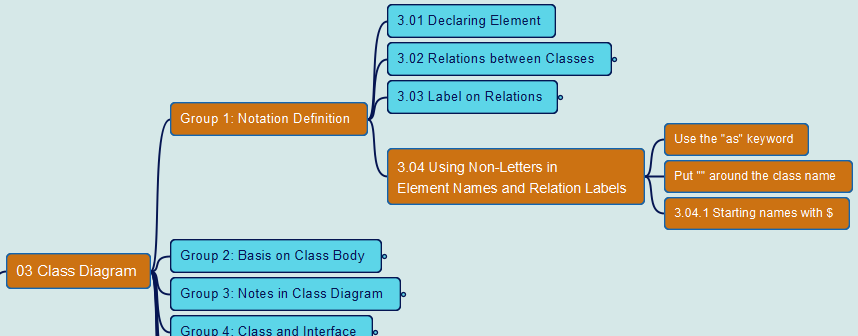 3.01 Declaring Element
3.02 Relations between Classes
3.03 Label on Relations
Group 1: Notation Definition
3.04 Using Non-Letters in
Element Names and Relation Labels
Use the "as" keyword
Put "" around the class name
3.04.1 Starting names with $
03 Class Diagram
Group 2: Basis on Class Body
Group 3: Notes in Class Diagram
Group 4: Class and Interface